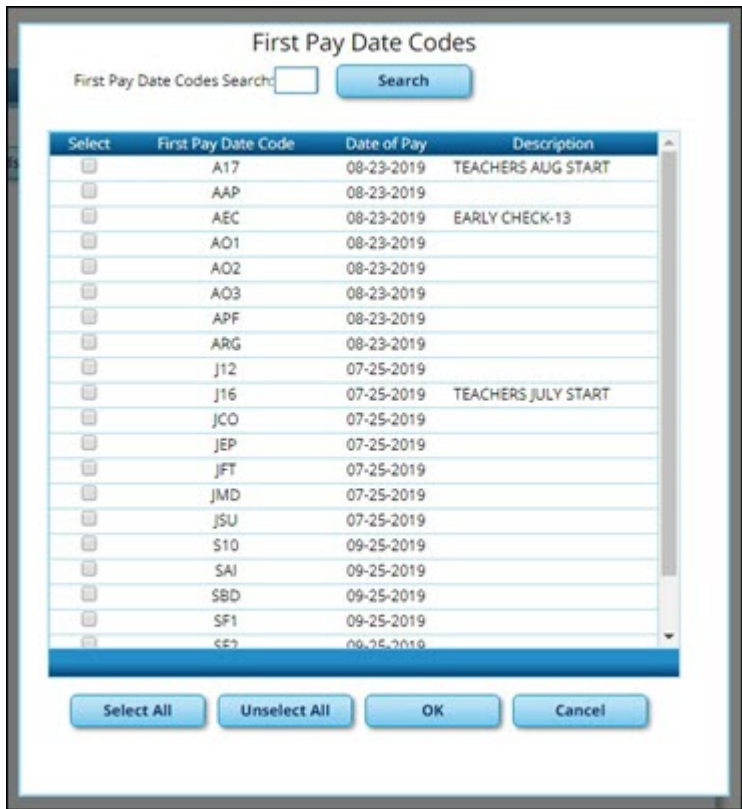 First Pay Date Codes
First Pay Date Codes Search: Search
Select First Pay Date Code Date of Pay Description
A17 08-23-2019 TEACHERS AUG START
AAP 08-23-2019
AEC 08-23-2019 EARLY CHECK-13
AO1 08-23-2019
AO2 08-23-2019
AO3 08-23-2019
APF 08-23-2019
ARG 08-23-2019
J12 07-25-2019
J16 07-25-2019 TEACHERS JULY START
JCO 07-25-2019
JEP 07-25-2019
JFT 07-25-2019
JMD 07-25-2019
JSU 07-25-2019
S10 09-25-2019
SAI 09-25-2019
SBD 09-25-2019
SF1 09-25-2019
SF2 09-25-2019
Select All Unselect All OK Cancel